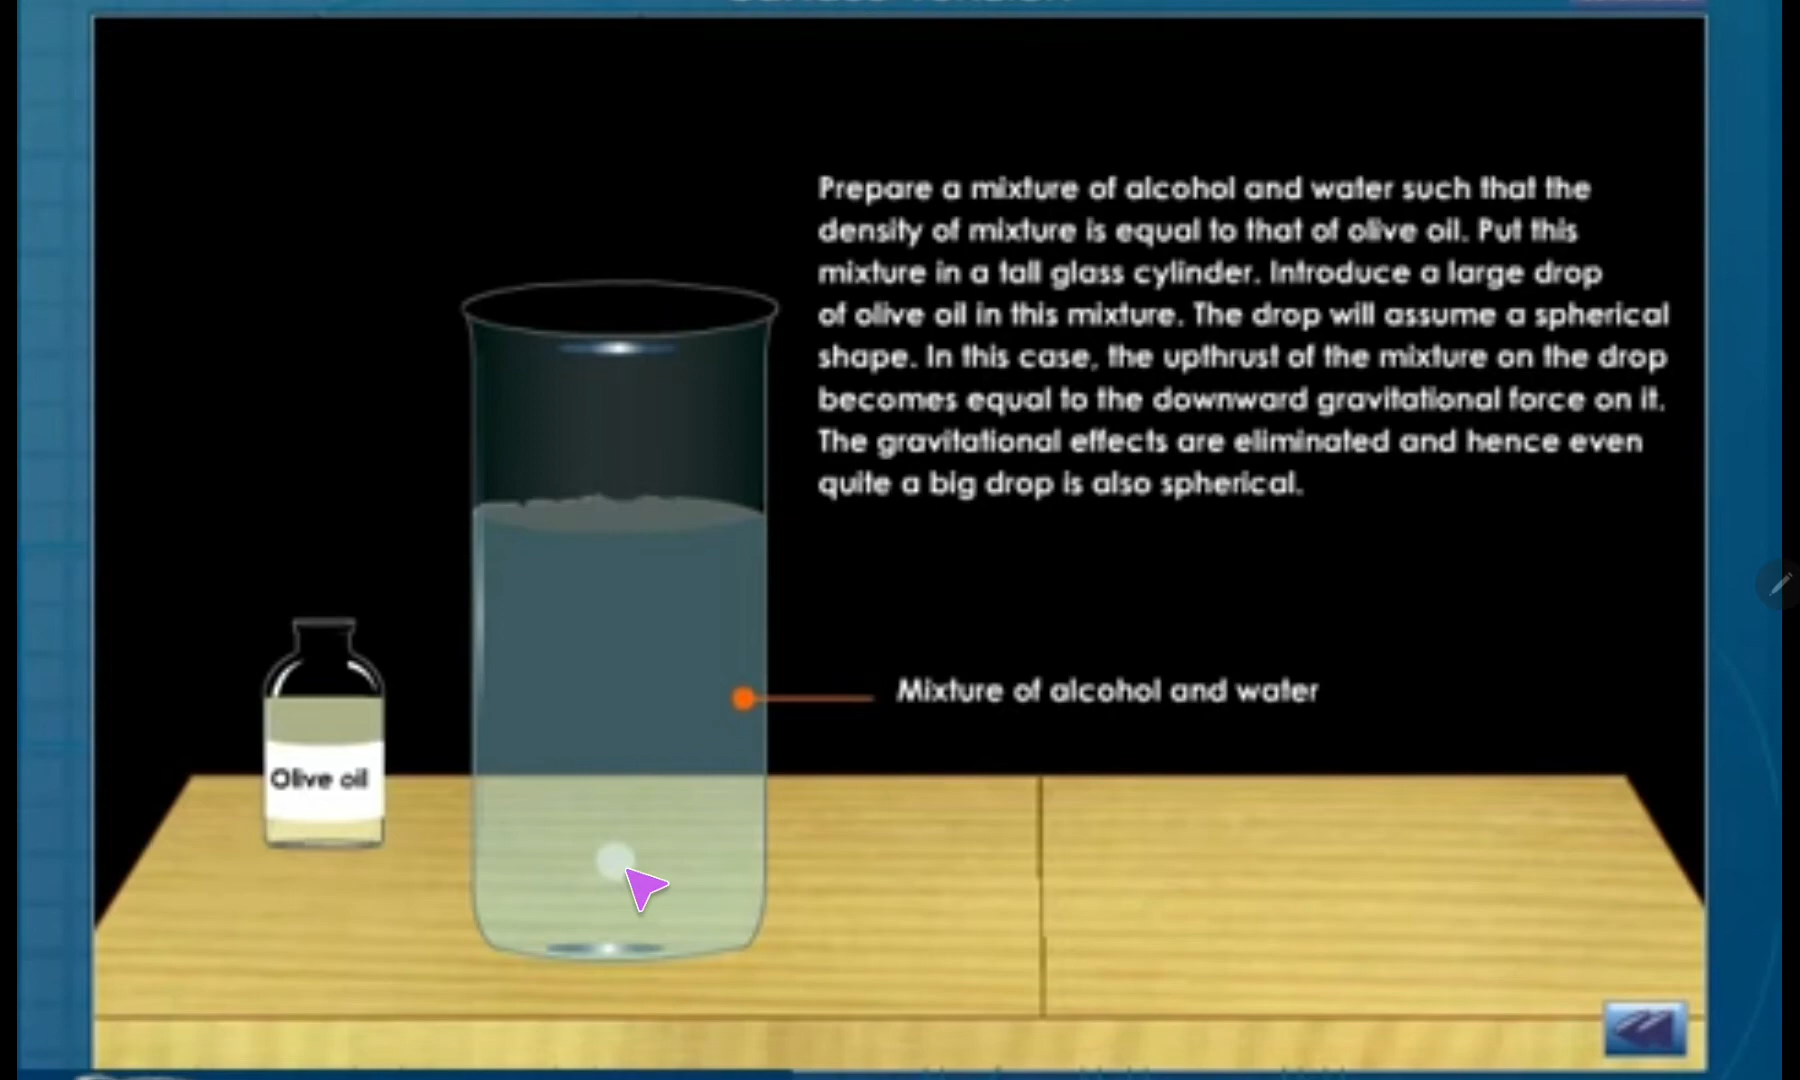 Prepare a mixture of alcohol and water such that the
density of mixture is equal to that of olive oil. Put this
mixture in a tall glass cylinder. Introduce a large drop
of olive oil in this mixture. The drop will assume a spherical
shape. In this case, the upthrust of the mixture on the drop
becomes equal to the downward gravitational force on it.
The gravitational effects are eliminated and hence even
quite a big drop is also spherical.
Mixture of alcohol and water
Olive oil